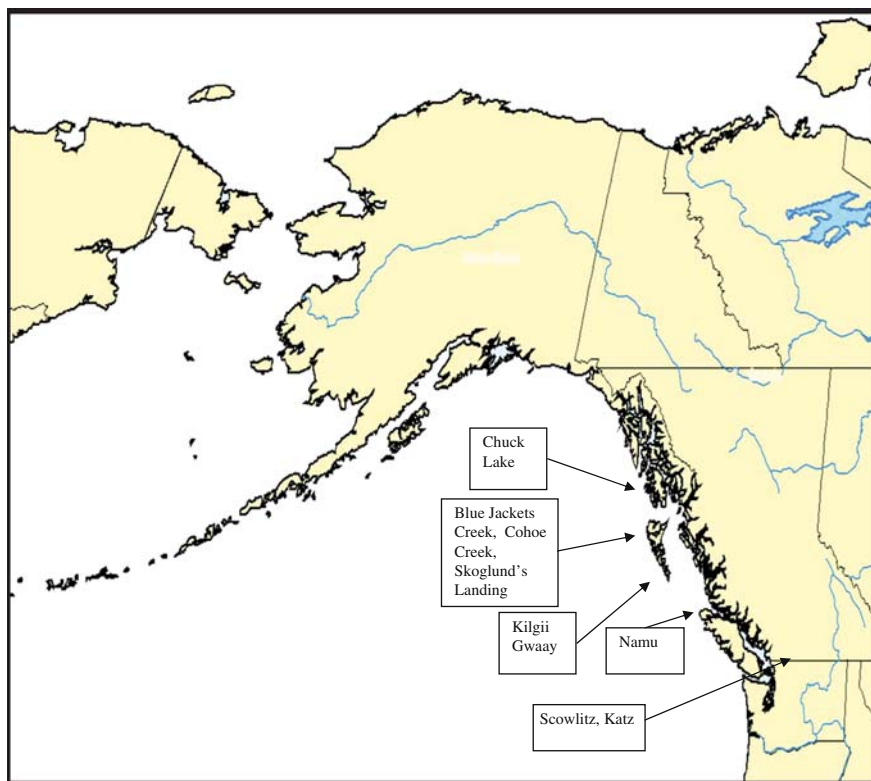 Chuck
Lake
Blue Jackets
Creek, Cohoe
Creek,
Skoglund's
Landing
Kilgii
Gwaay
Namu
Scowlitz, Katz